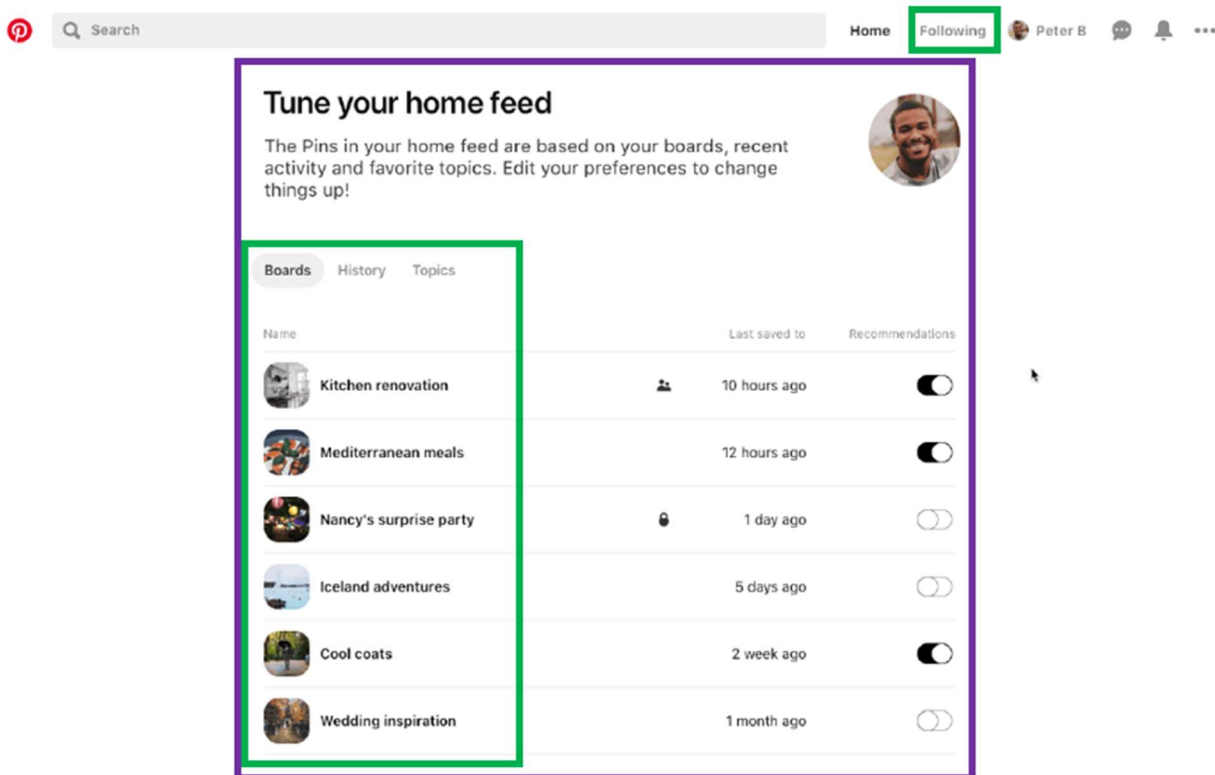 Search
Home Following Peter B
Tune your home feed
The Pins in your home feed are based on your boards, recent
activity and favorite topics. Edit your preferences to change
things up!
Boards History Topics
Name Last saved to Recommendations
Kitchen renovation 10 hours ago
Mediterranean meals 12 hours ago
Nancy's surprise party 1 day ago
Iceland adventures 5 days ago
Cool coats 2 week ago
Wedding inspiration 1 month ago